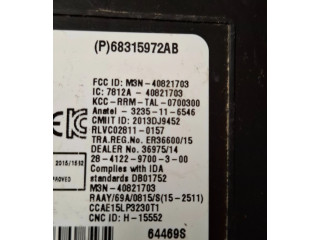 (P)68315972AB
FCC ID: M3N-40821703
IC: 7812A-40821703
KCC-RRM-TAL-0700300
Anatel-3235-11-6546
CMIIT ID: 2013DJ9452
RLVC02811-0157
TRA.REG.No: ER36600/15
DEALER No: 36975/14
28-4122-9700-3-00
Complies with IDA
standards DB01752
M3N-40821703
RAAY/69A/0815/S(15-2511)
CCAE15LP3230T1
CNC ID: H-15552
64469S